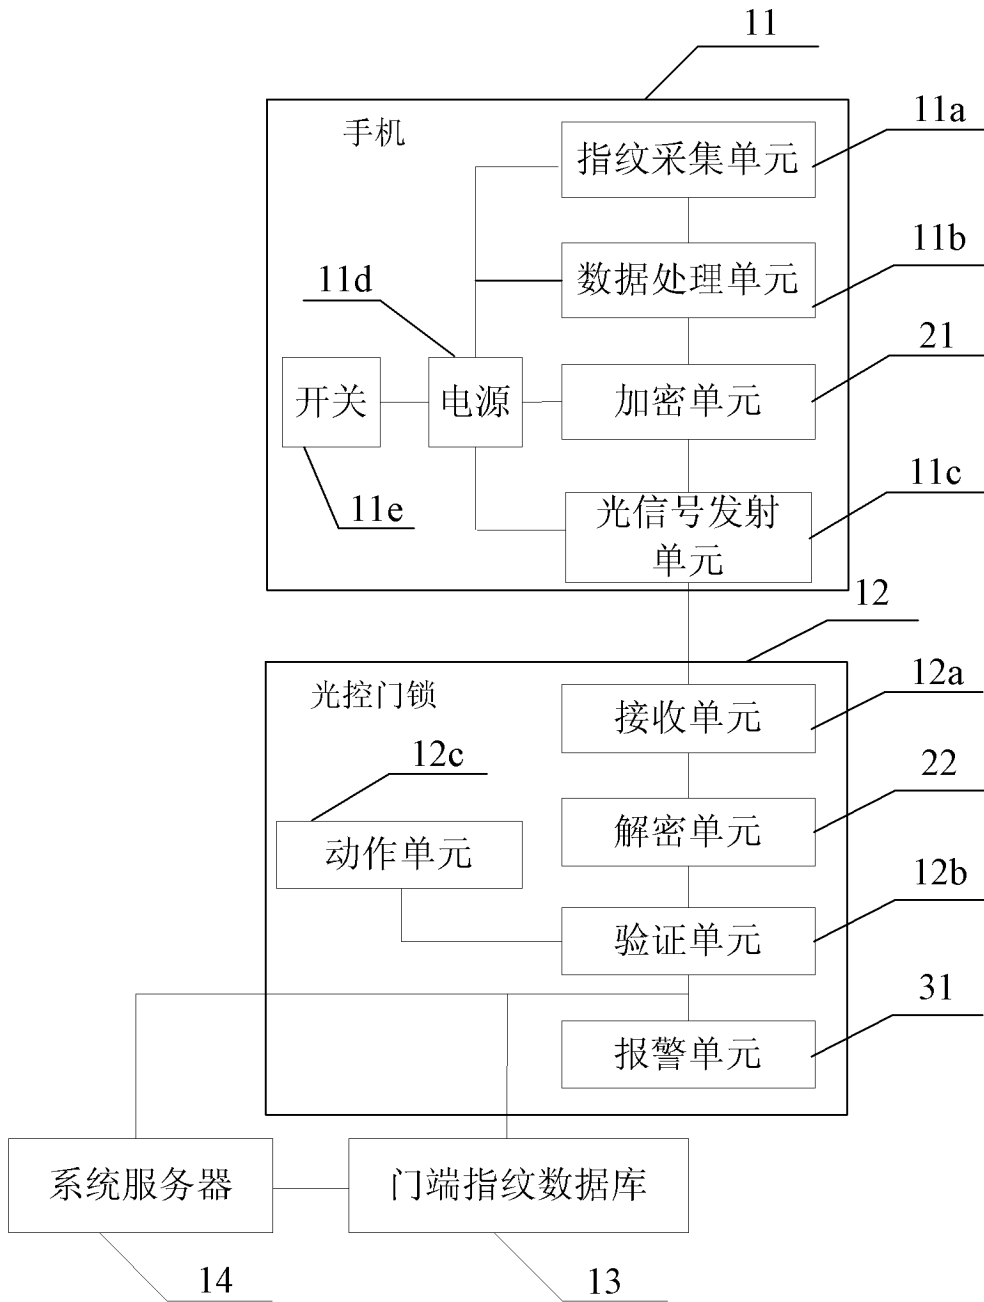 11
手机
11a
指纹采集单元
11b
数据处理单元
11d
21
开关
电源
加密单元
11e
11c
光信号发射
单元
12
光控门锁
12a
接收单元
12c
22
动作单元
解密单元
12b
验证单元
31
报警单元
系统服务器
门端指纹数据库
14
13